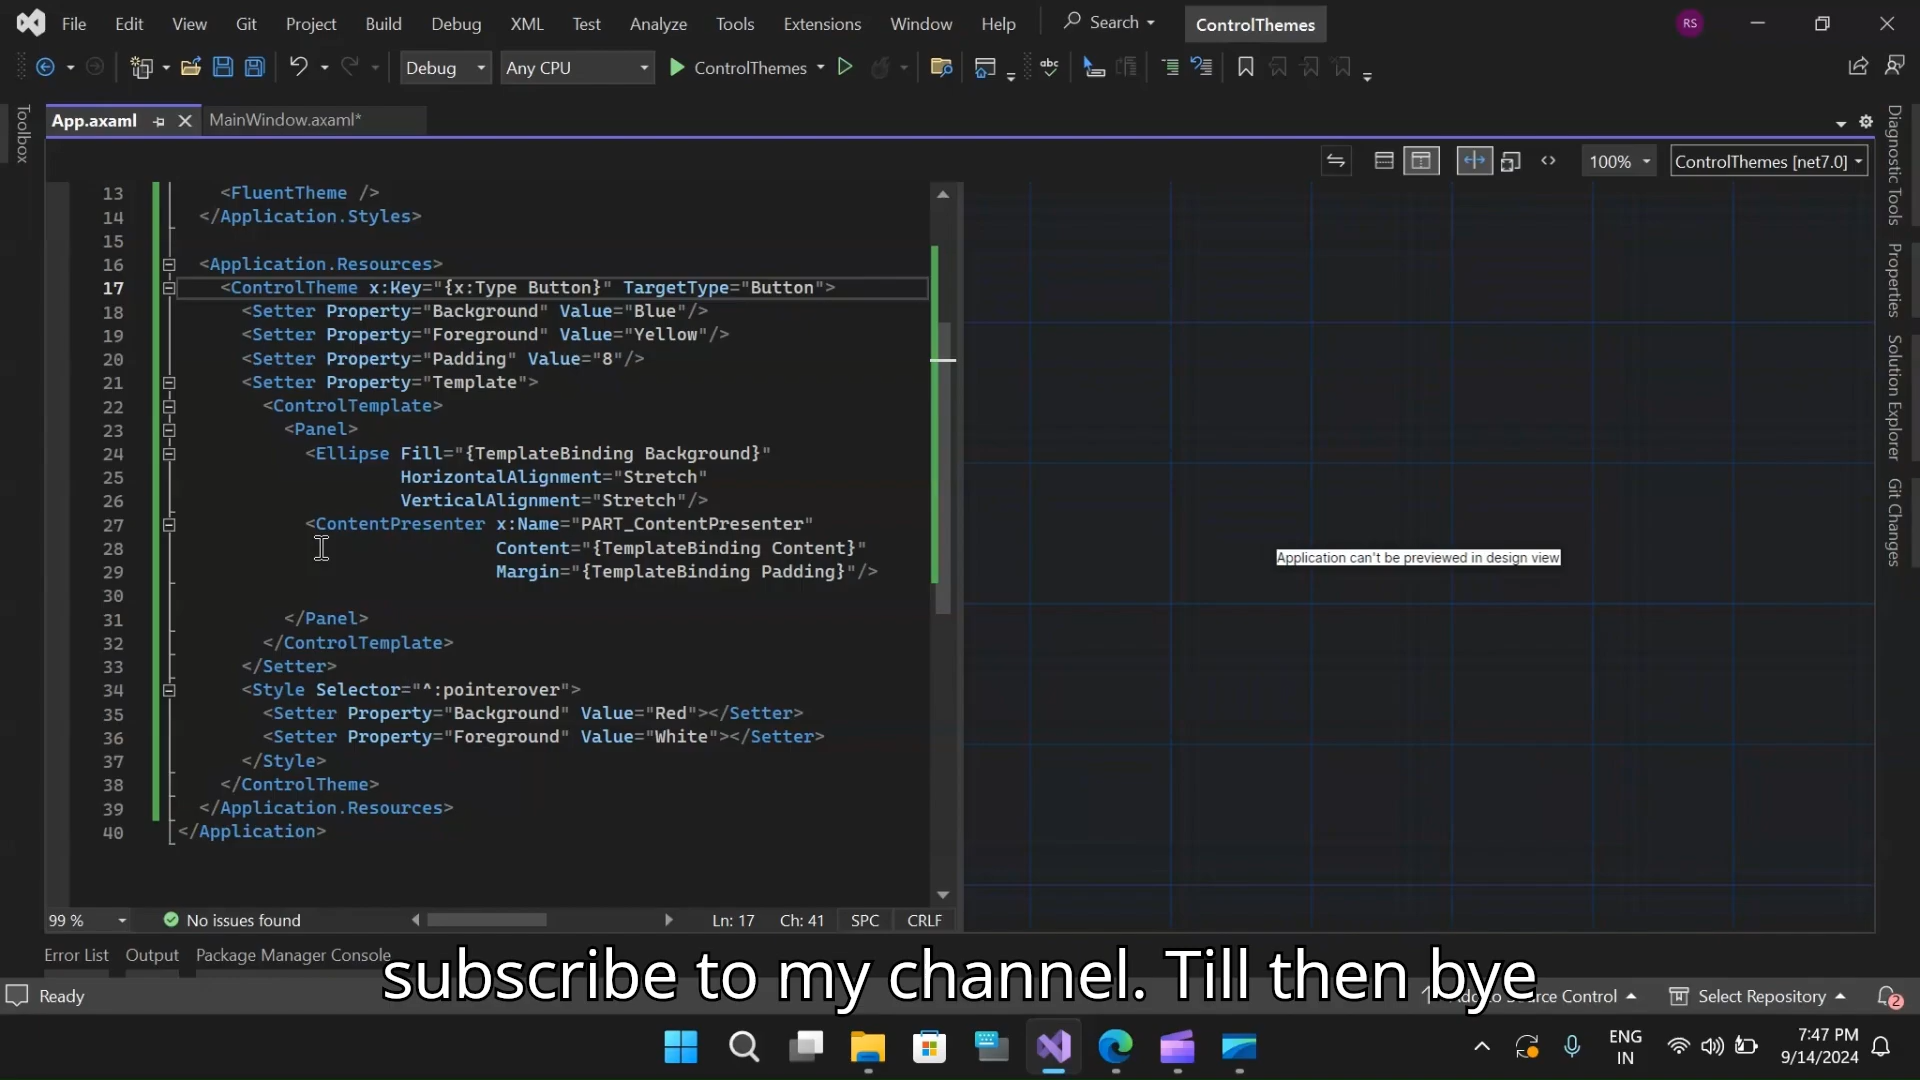 File Edit View Git Project Build Debug XML Test Analyze Tools Extensions Window Help Search ControlThemes RS
Debug Any CPU ControlThemes abc
Toolbox
App.axaml MainWindow.axaml*
100% ControlThemes [net7.0]
13 <FluentTheme />
14 </Application.Styles>
15
16 <Application.Resources>
17 <ControlTheme x:Key="{x:Type Button}" TargetType="Button">
18 <Setter Property="Background" Value="Blue"/>
19 <Setter Property="Foreground" Value="Yellow"/>
20 <Setter Property="Padding" Value="8"/>
21 <Setter Property="Template">
22 <ControlTemplate>
23 <Panel>
24 <Ellipse Fill="{TemplateBinding Background}"
25 HorizontalAlignment="Stretch"
26 VerticalAlignment="Stretch"/>
27 <ContentPresenter x:Name="PART_ContentPresenter"
28 Content="{TemplateBinding Content}"
29 Margin="{TemplateBinding Padding}"/>
30
31 </Panel>
32 </ControlTemplate>
33 </Setter>
34 <Style Selector="^:pointerover">
35 <Setter Property="Background" Value="Red"></Setter>
36 <Setter Property="Foreground" Value="White"></Setter>
37 </Style>
38 </ControlTheme>
39 </Application.Resources>
40 </Application>
Application can't be previewed in design view
Diagnostic Tools
Properties
Solution Explorer
Git Changes
99 % No issues found Ln: 17 Ch: 41 SPC CRLF
Error List Output Package Manager Console
subscribe to my channel. Till then bye
Ready to Source Control Select Repository 2
ENG
IN
7:47 PM
9/14/2024